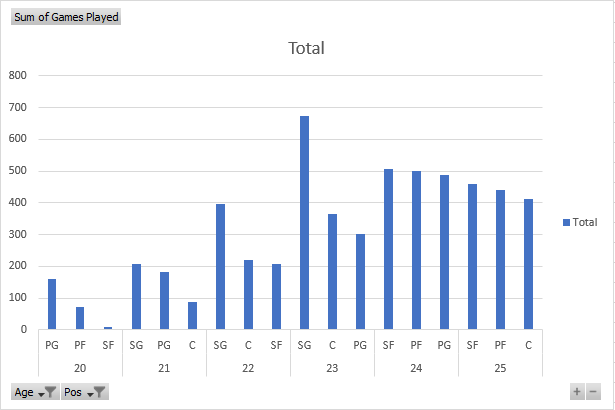 Sum of Games Played
Total
800
700
600
500
400
300
200
100
0
PG PF SF SG PG C SG C SF SG C PG SF PF PG SF PF C
20 21 22 23 24 25
Total
Age Pos
+ −